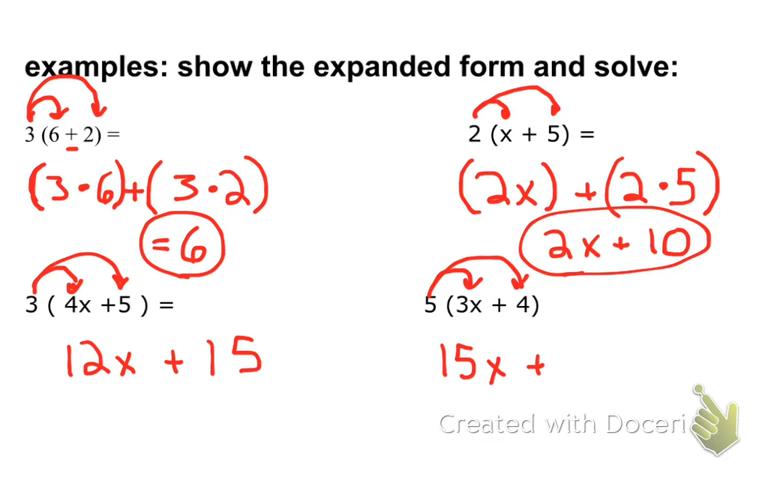 examples: show the expanded form and solve:
3 (6 + 2) =
(3・6)+(3・2)
= 6
2 (x + 5) =
(2x) + (2・5)
2x + 10
3 ( 4x +5 ) =
12x + 15
5 (3x + 4)
15x +
Created with Doceri